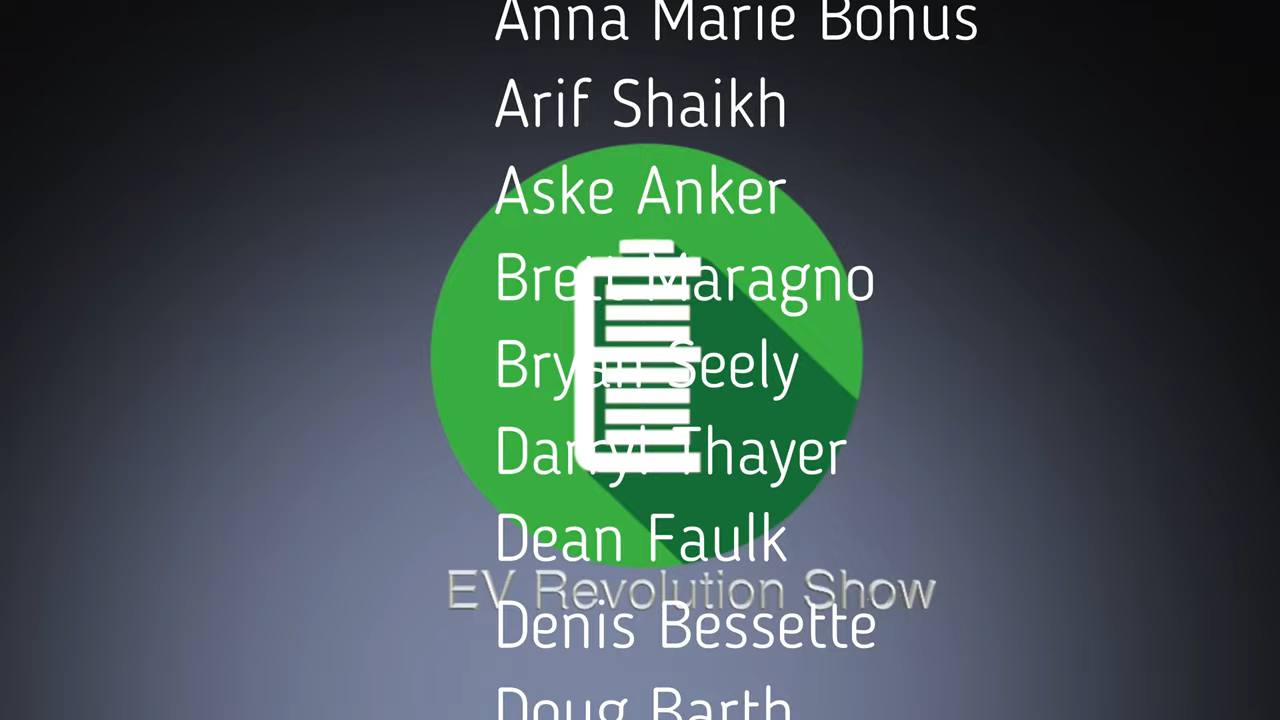 Anna Marie Bohus
Arif Shaikh
Aske Anker
Brett Maragno
Bryan Seely
Darryl Thayer
Dean Faulk
EV Revolution Show
Denis Bessette
Doug Barth